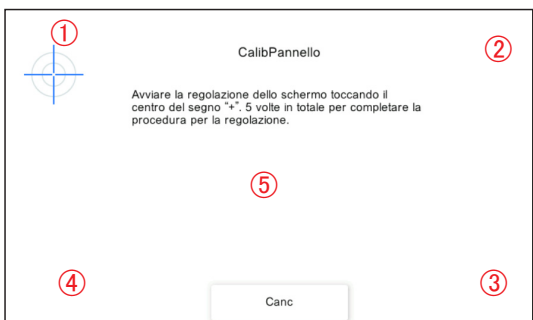 ①
②
CalibPannello
Avviare la regolazione dello schermo toccando il
centro del segno “+”. 5 volte in totale per completare la
procedura per la regolazione.
⑤
④
③
Canc